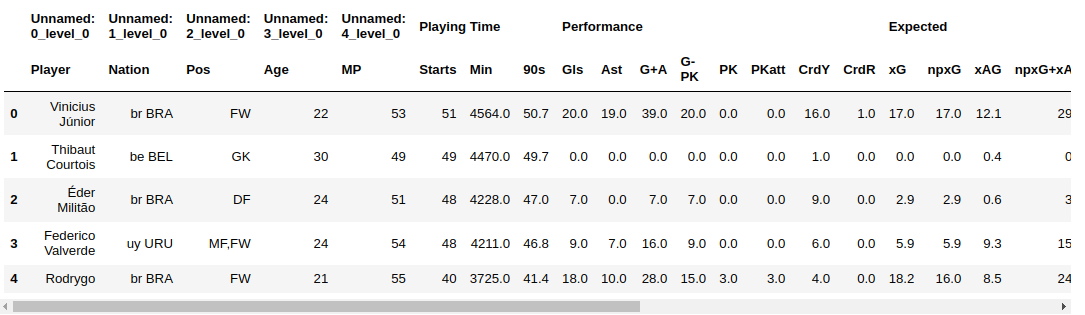 Unnamed: 0_level_0 Unnamed: 1_level_0 Unnamed: 2_level_0 Unnamed: 3_level_0 Unnamed: 4_level_0 Playing Time Performance Expected
Player Nation Pos Age MP Starts Min 90s Gls Ast G+A G-PK PK PKatt CrdY CrdR xG npxG xAG npxG+xA
0 Vinicius Júnior br BRA FW 22 53 51 4564.0 50.7 20.0 19.0 39.0 20.0 0.0 0.0 16.0 1.0 17.0 17.0 12.1 29
1 Thibaut Courtois be BEL GK 30 49 49 4470.0 49.7 0.0 0.0 0.0 0.0 0.0 0.0 1.0 0.0 0.0 0.0 0.4 0
2 Éder Militão br BRA DF 24 51 48 4228.0 47.0 7.0 0.0 7.0 7.0 0.0 0.0 9.0 0.0 2.9 2.9 0.6 3
3 Federico Valverde uy URU MF,FW 24 54 48 4211.0 46.8 9.0 7.0 16.0 9.0 0.0 0.0 6.0 0.0 5.9 5.9 9.3 15
4 Rodrygo br BRA FW 21 55 40 3725.0 41.4 18.0 10.0 28.0 15.0 3.0 3.0 4.0 0.0 18.2 16.0 8.5 24